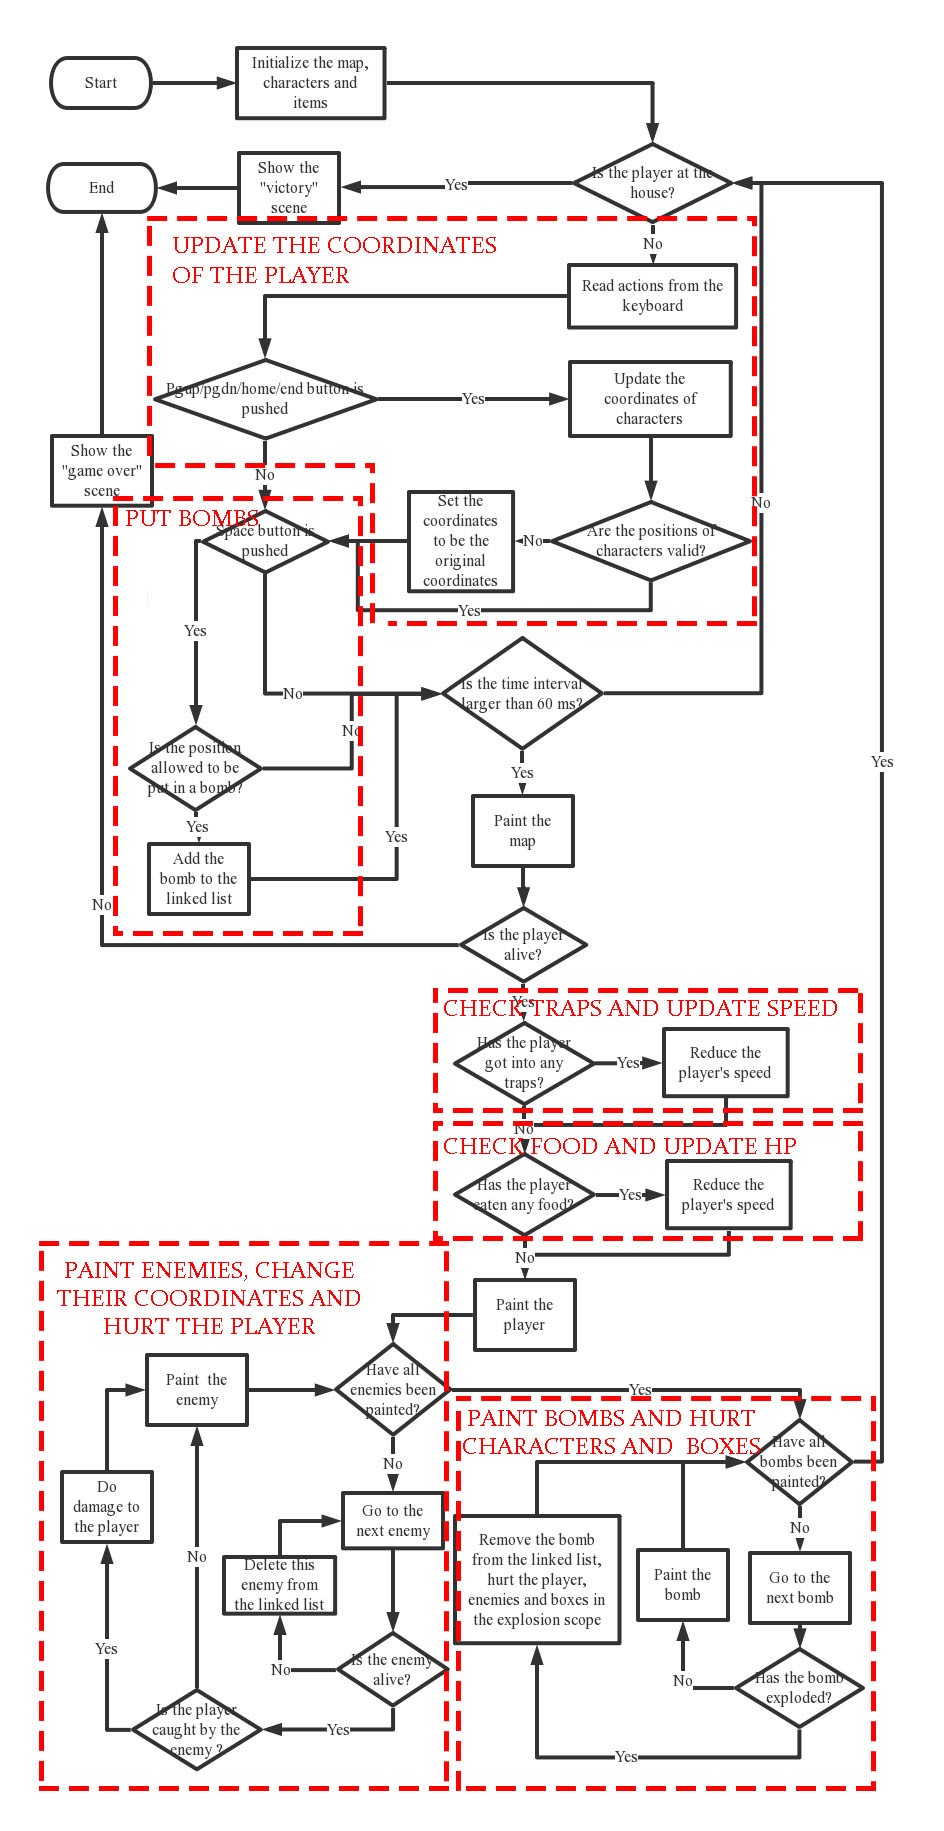 Start
Initialize the map,
characters and
items
Is the player at the
house?
Yes
Show the
"victory"
scene
End
No
UPDATE THE COORDINATES
OF THE PLAYER
Read actions from the
keyboard
Pgup/pgdn/home/end button is
pushed
Yes
Update the
coordinates of
characters
No
Show the
"game over"
scene
Are the positions of
characters valid?
No
Set the
coordinates
to be the
original
coordinates
Yes
No
PUT BOMBS
Space button is
pushed
Yes
No
Is the position
allowed to be
put in a bomb?
No
Yes
Add the
bomb to the
linked list
Yes
Is the time interval
larger than 60 ms?
Yes
Paint the
map
Yes
Is the player
alive?
No
Yes
CHECK TRAPS AND UPDATE SPEED
Has the player
got into any
traps?
Yes
Reduce the
player's speed
No
CHECK FOOD AND UPDATE HP
Has the player
eaten any food?
Yes
Reduce the
player's speed
No
Paint the
player
PAINT ENEMIES, CHANGE
THEIR COORDINATES AND
HURT THE PLAYER
Paint the
enemy
Have all
enemies been
painted?
Yes
No
Go to the
next enemy
Do
damage to
the player
No
Delete this
enemy from
the linked list
Is the enemy
alive?
No
Yes
Yes
Is the player
caught by the
enemy ?
PAINT BOMBS AND HURT
CHARACTERS AND BOXES
Have all
bombs been
painted?
No
Go to the
next bomb
Paint the
bomb
Remove the bomb
from the linked list,
hurt the player,
enemies and boxes in
the explosion scope
Has the bomb
exploded?
No
Yes